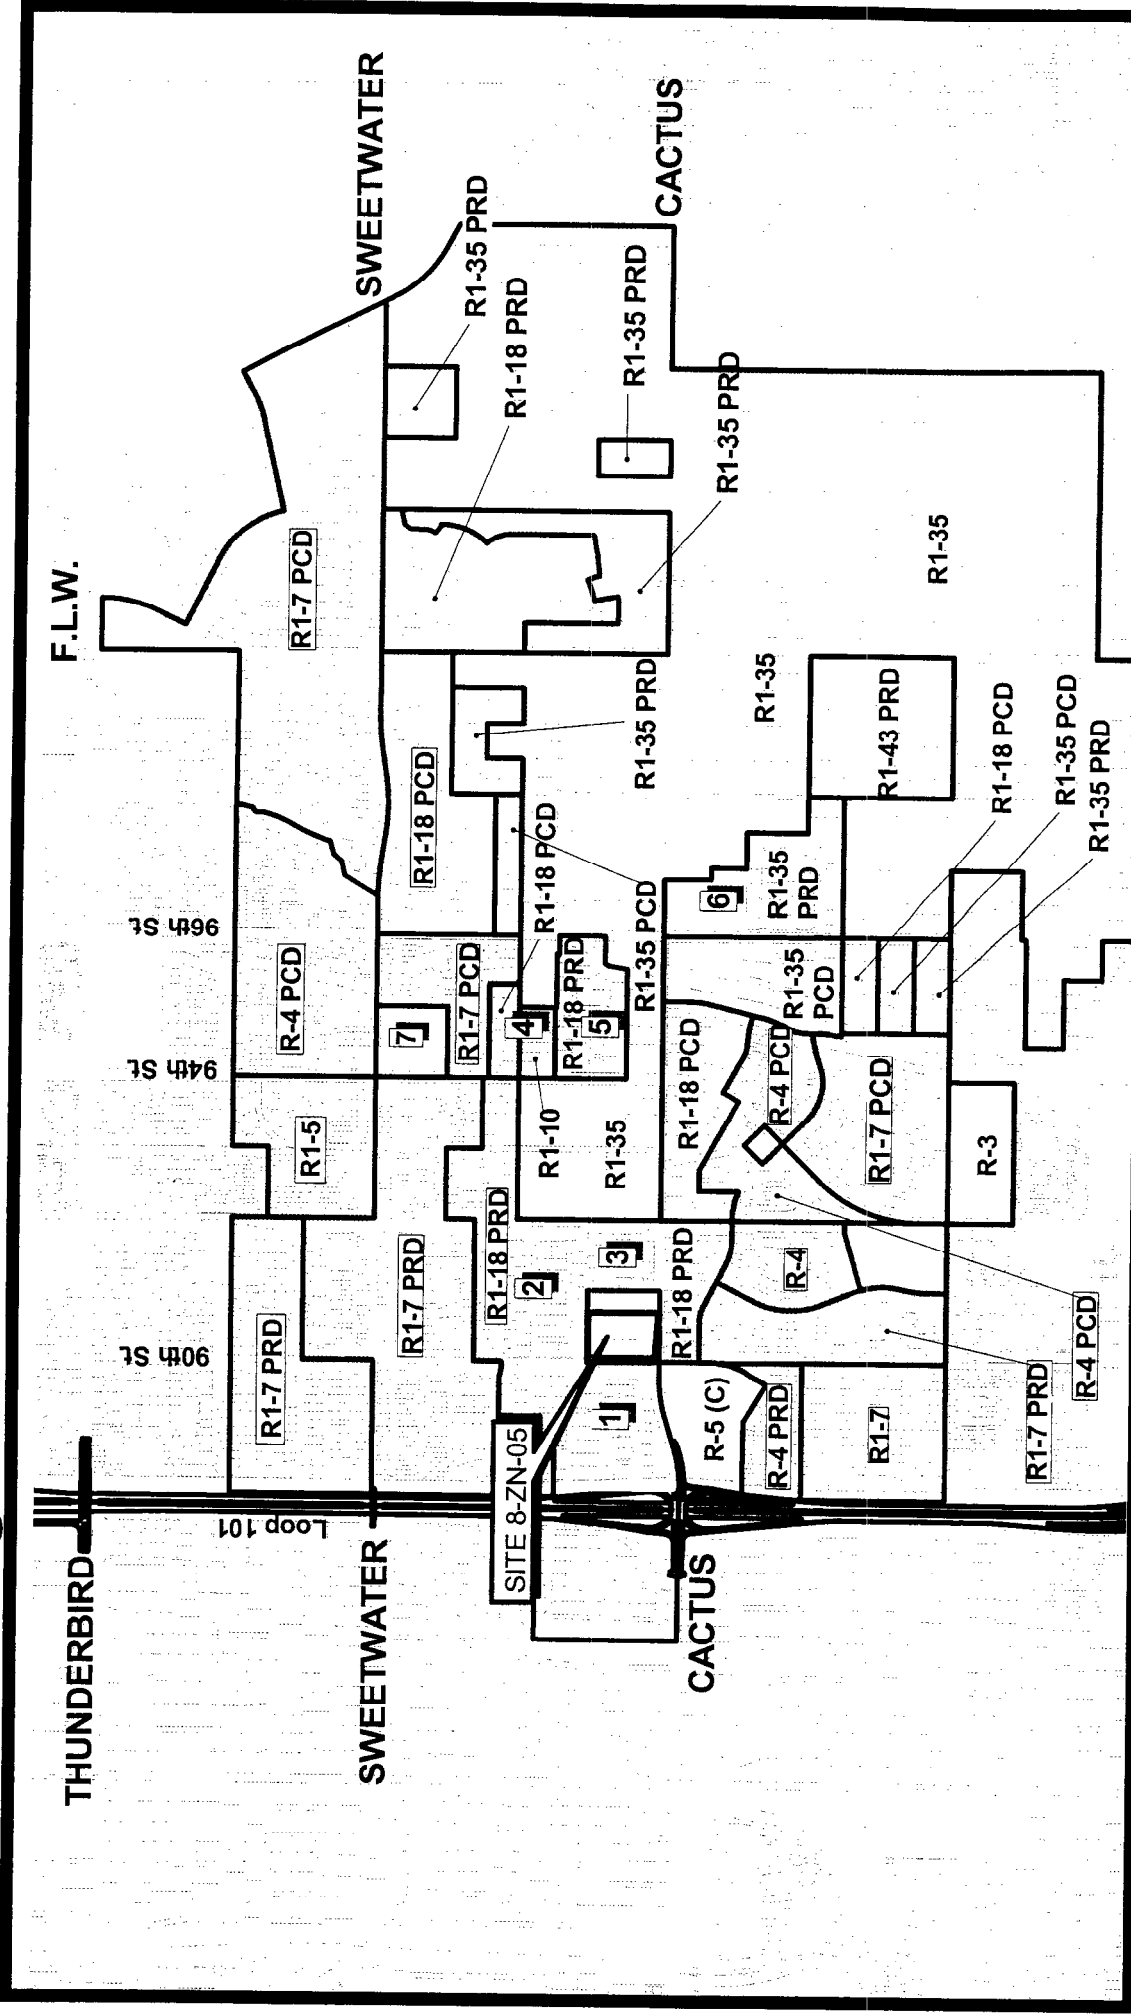 F.L.W.
THUNDERBIRD
SWEETWATER
SWEETWATER
CACTUS
CACTUS
Loop 101
90th St.
94th St.
96th St.
R1-7 PRD
R1-5
R-4 PCD
R1-7 PCD
R1-7 PRD
7
R1-7 PCD
R1-18 PCD
R1-35 PRD
R1-18 PRD
R1-18 PRD
2
R1-18 PCD
4
SITE 8-ZN-05
R1-10
R1-18 PRD
5
1
3
R1-35
R1-35 PCD
R1-35 PRD
R1-35 PRD
R1-35 PRD
R1-18 PRD
R1-18 PCD
6
R-5 (C)
R-4 PRD
R-4
R-4 PCD
R1-35
PCD
R1-35
PRD
R1-35
R1-7
R1-7 PCD
R1-43 PRD
R1-35
R-3
R1-18 PCD
R1-7 PRD
R-4 PCD
R1-35 PCD
R1-35 PRD